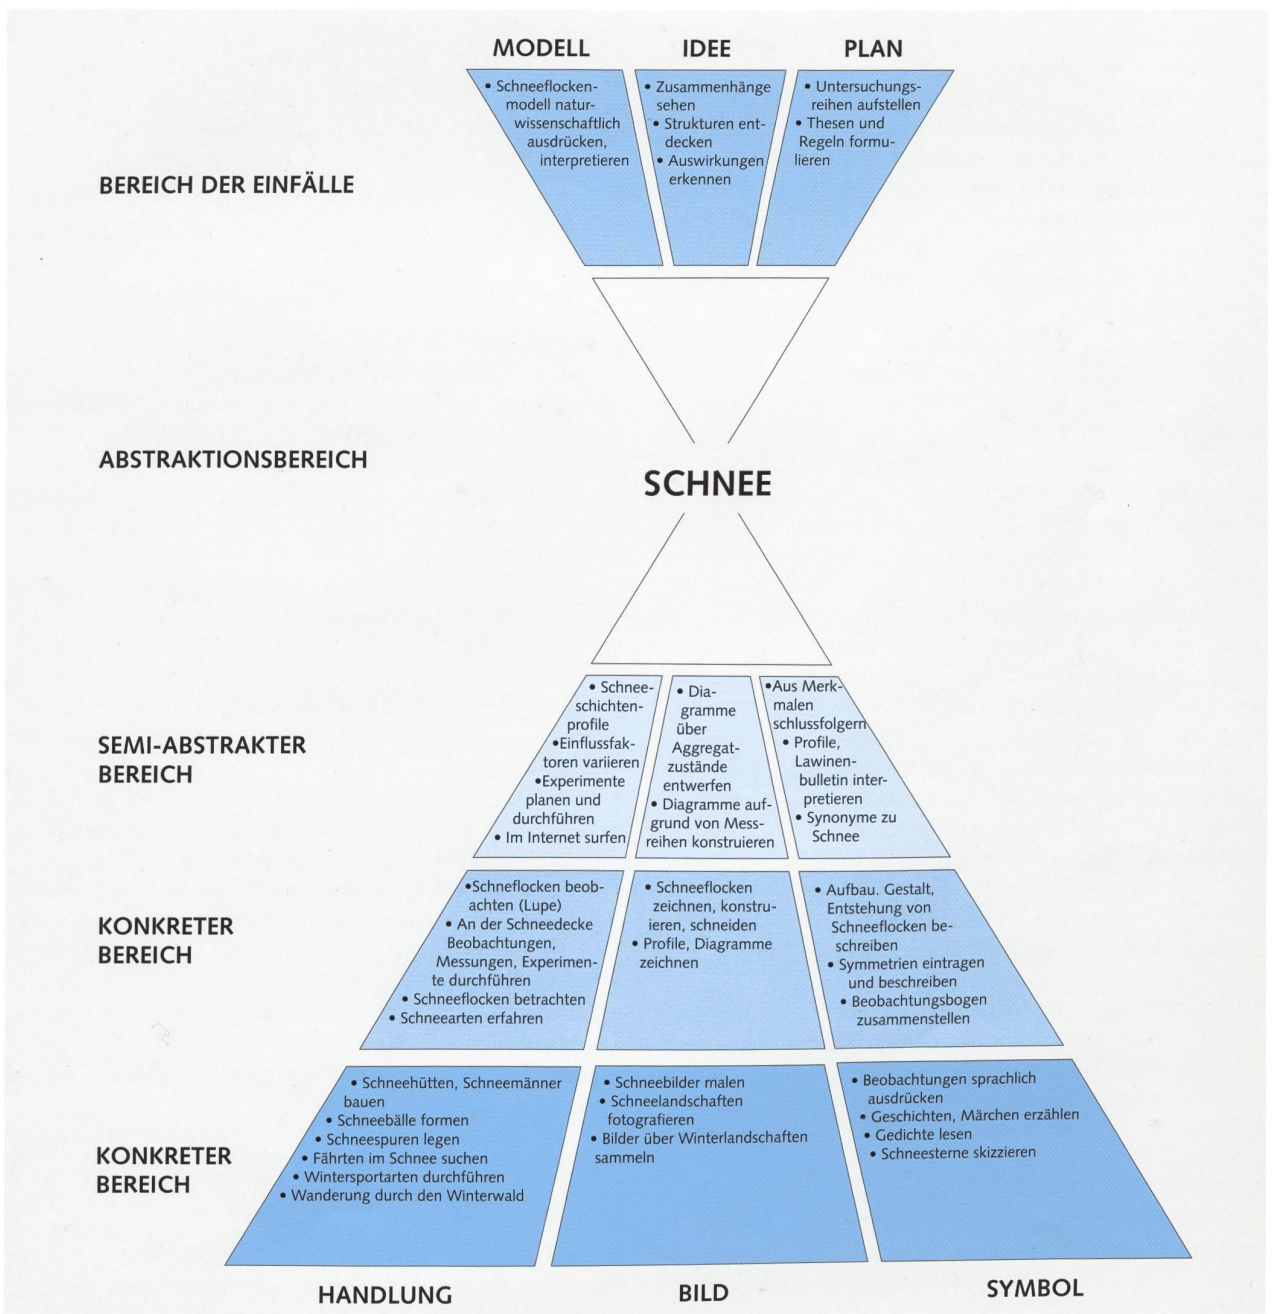 MODELL
IDEE
PLAN
BEREICH DER EINFÄLLE
• Schneeflocken-
modell natur-
wissenschaftlich
ausdrücken,
interpretieren
• Zusammenhänge
sehen
• Strukturen ent-
decken
• Auswirkungen
erkennen
• Untersuchungs-
reihen aufstellen
• Thesen und
Regeln formu-
lieren
ABSTRAKTIONSBEREICH
SCHNEE
SEMI-ABSTRAKTER
BEREICH
• Schnee-
schichten-
profile
•Einflussfak-
toren variieren
•Experimente
planen und
durchführen
• Im Internet surfen
• Dia-
gramme
über
Aggregat-
zustände
entwerfen
• Diagramme auf-
grund von Mess-
reihen konstruieren
•Aus Merk-
malen
schlussfolgern
• Profile,
Lawinen-
bulletin inter-
pretieren
• Synonyme zu
Schnee
KONKRETER
BEREICH
•Schneflocken beob-
achten (Lupe)
• An der Schneedecke
Beobachtungen,
Messungen, Experimen-
te durchführen
• Schneeflocken betrachten
• Schneearten erfahren
• Schneeflocken
zeichnen, konstru-
ieren, schneiden
• Profile, Diagramme
zeichnen
• Aufbau. Gestalt,
Entstehung von
Schneeflocken be-
schreiben
• Symmetrien eintragen
und beschreiben
• Beobachtungsbogen
zusammenstellen
KONKRETER
BEREICH
• Schneehütten, Schneemänner
bauen
• Schneebälle formen
• Schneespuren legen
• Fährten im Schnee suchen
• Wintersportarten durchführen
• Wanderung durch den Winterwald
• Schneebilder malen
• Schneelandschaften
fotografieren
• Bilder über Winterlandschaften
sammeln
• Beobachtungen sprachlich
ausdrücken
• Geschichten, Märchen erzählen
• Gedichte lesen
• Schneesterne skizzieren
HANDLUNG
BILD
SYMBOL